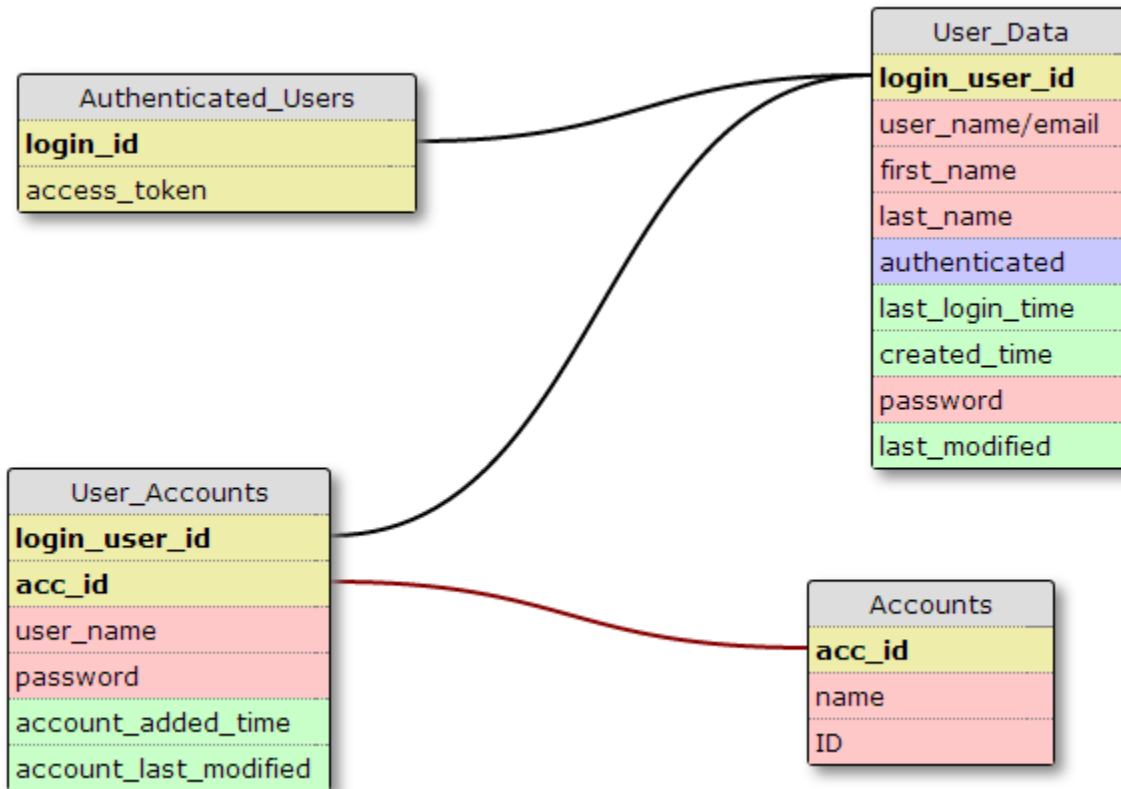 Authenticated_Users
login_id
access_token
User_Data
login_user_id
user_name/email
first_name
last_name
authenticated
last_login_time
created_time
password
last_modified
User_Accounts
login_user_id
acc_id
user_name
password
account_added_time
account_last_modified
Accounts
acc_id
name
ID